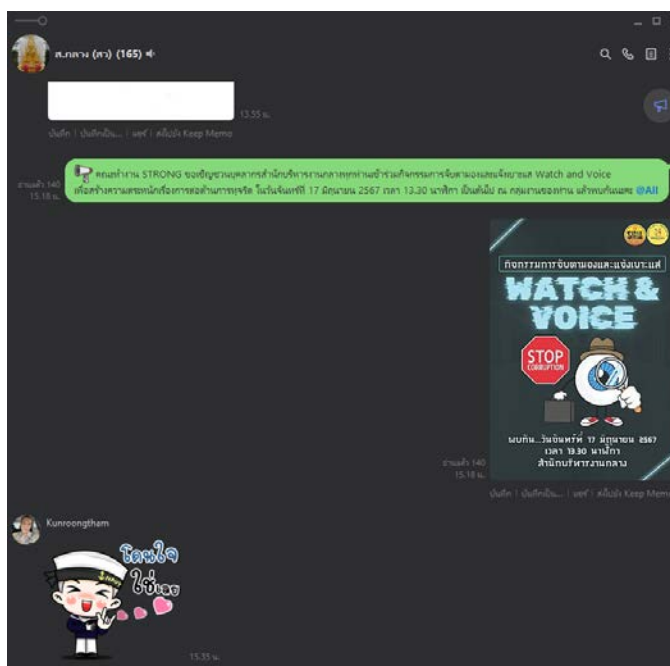 ส.กลาง (สว) (165)
13.55 น.
บันทึก | บันทึกเป็น... | แชร์ | ส่งไปยัง Keep Memo
คณะทำงาน STRONG ขอเชิญชวนบุคลากรสำนักบริหารงานกลางทุกท่านเข้าร่วมกิจกรรมการจับตามองและแจ้งเบาะแส Watch and Voice
เพื่อสร้างความตระหนักเรื่องการต่อต้านการทุจริต ในวันจันทร์ที่ 17 มิถุนายน 2567 เวลา 13.30 นาฬิกา เป็นต้นไป ณ กลุ่มงานของท่าน แล้วพบกันนะคะ @All
อ่านแล้ว 140
15.18 น.
กิจกรรมการจับตามองและแจ้งเบาะแส
WATCH &
VOICE
STOP
CORRUPTION
พบกัน...วันจันทร์ที่ 17 มิถุนายน 2567
เวลา 13.30 นาฬิกา
สำนักบริหารงานกลาง
อ่านแล้ว 140
15.18 น.
บันทึก | บันทึกเป็น... | แชร์ | ส่งไปยัง Keep Memo
Kunroongtham
โดนใจ
ใช่เลย
15.35 น.